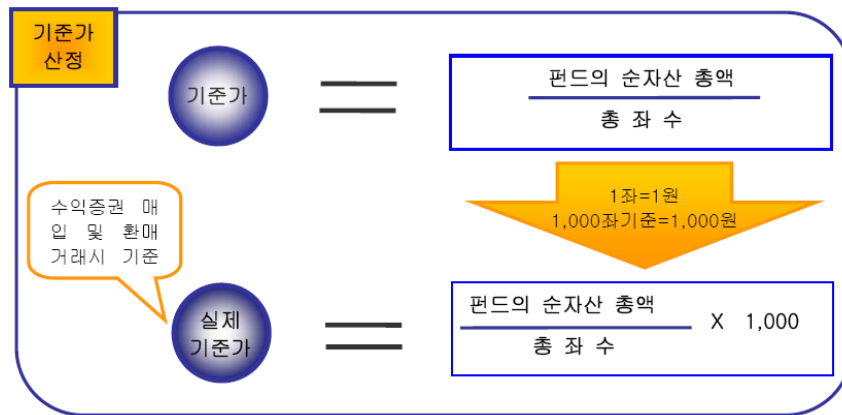 기준가
산정
기준가
펀드의 순자산 총액
총 좌 수
1좌=1원
1,000좌기준=1,000원
수익증권 매
입 및 환매
거래시 기준
실제
기준가
펀드의 순자산 총액
총 좌 수
X 1,000